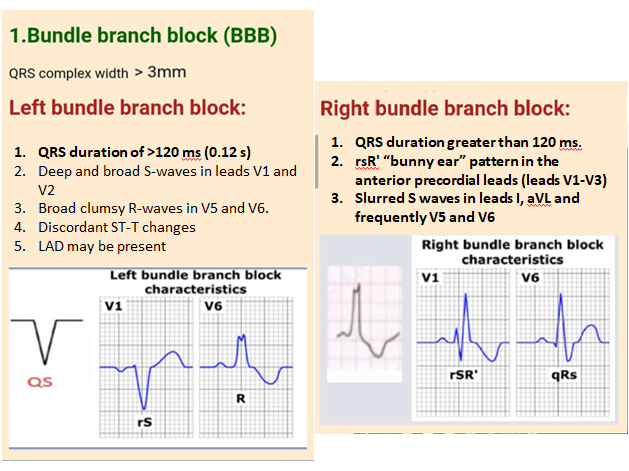 1.Bundle branch block (BBB)
QRS complex width > 3mm
Left bundle branch block:
1. QRS duration of >120 ms (0.12 s)
2. Deep and broad S-waves in leads V1 and
V2
3. Broad clumsy R-waves in V5 and V6.
4. Discordant ST-T changes
5. LAD may be present
Left bundle branch block
characteristics
V1
V6
QS
R
rS
Right bundle branch block:
1. QRS duration greater than 120 ms.
2. rsR' “bunny ear” pattern in the
anterior precordial leads (leads V1-V3)
3. Slurred S waves in leads I, aVL and
frequently V5 and V6
Right bundle branch block
characteristics
V1
V6
rSR'
qRs